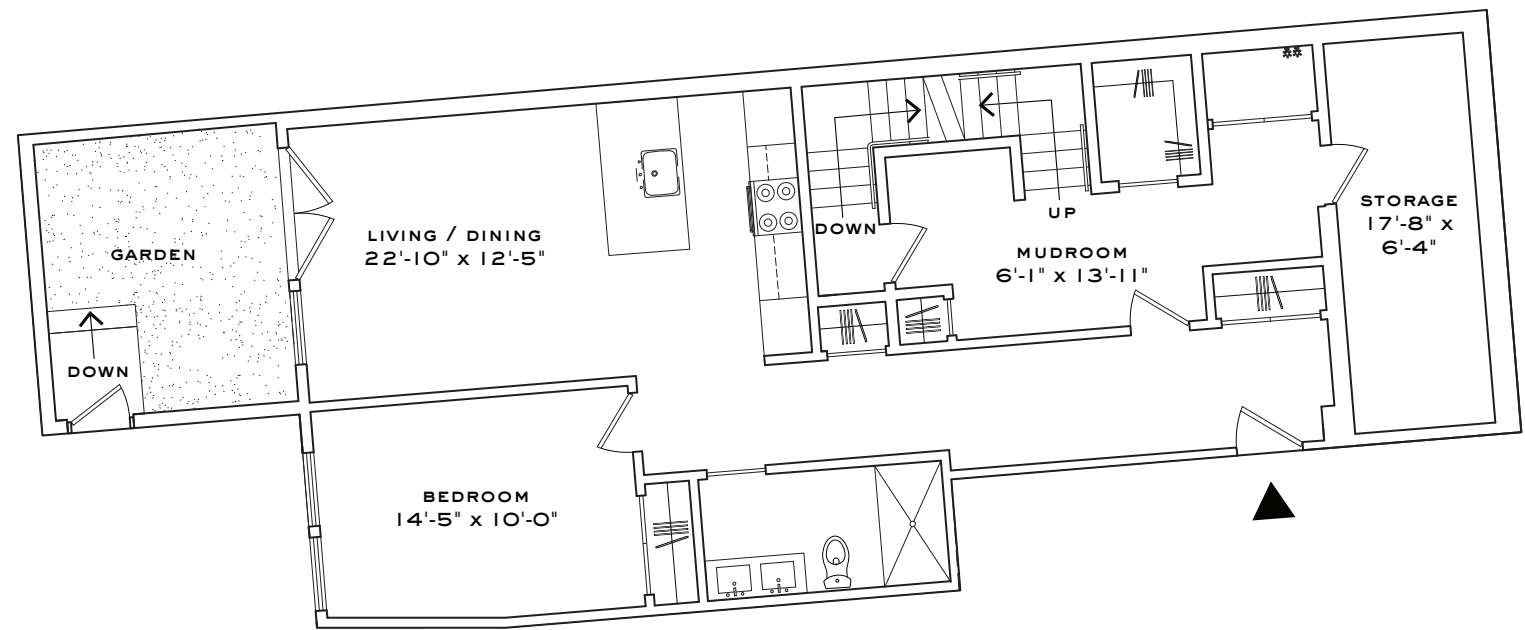 GARDEN
DOWN
LIVING / DINING
22'-10" x 12'-5"
BEDROOM
14'-5" x 10'-0"
DOWN
UP
MUDROOM
6'-1" x 13'-11"
STORAGE
17'-8" x
6'-4"